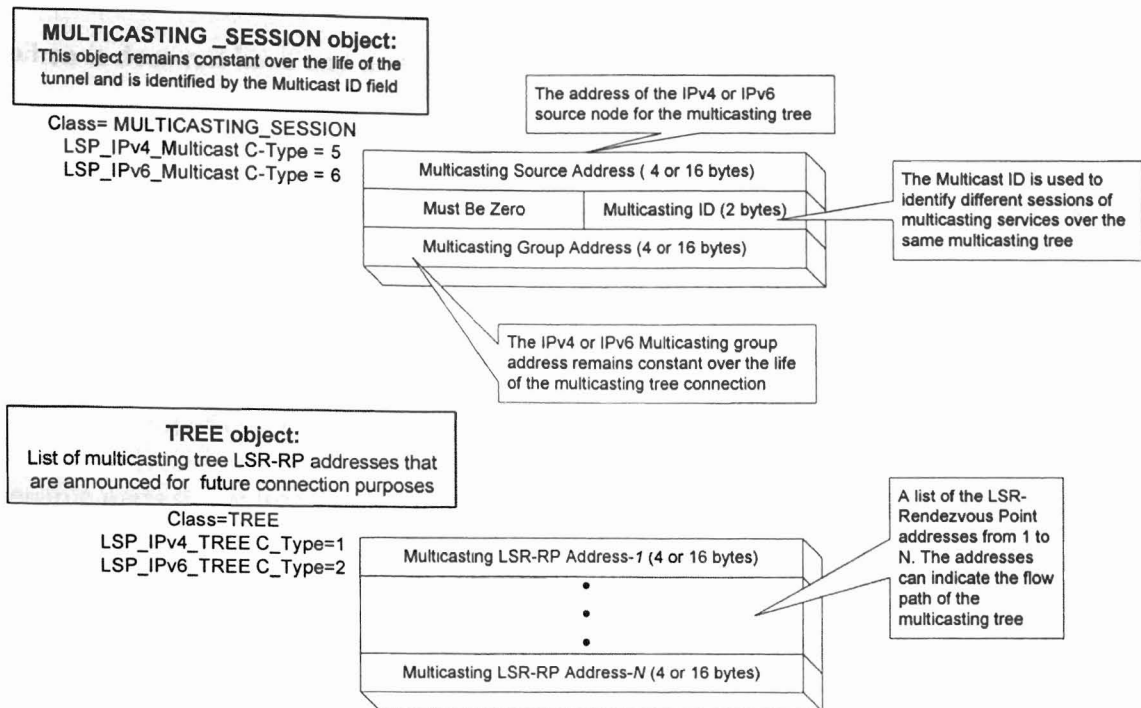 MULTICASTING _SESSION object:
This object remains constant over the life of the
tunnel and is identified by the Multicast ID field
Class= MULTICASTING_SESSION
LSP_IPv4_Multicast C-Type = 5
LSP_IPv6_Multicast C-Type = 6
The address of the IPv4 or IPv6
source node for the multicasting tree
Multicasting Source Address ( 4 or 16 bytes)
Must Be Zero
Multicasting ID (2 bytes)
Multicasting Group Address (4 or 16 bytes)
The Multicast ID is used to
identify different sessions of
multicasting services over the
same multicasting tree
The IPv4 or IPv6 Multicasting group
address remains constant over the life
of the multicasting tree connection
TREE object:
List of multicasting tree LSR-RP addresses that
are announced for future connection purposes
Class=TREE
LSP_IPv4_TREE C_Type=1
LSP_IPv6_TREE C_Type=2
Multicasting LSR-RP Address-1 (4 or 16 bytes)
Multicasting LSR-RP Address-N (4 or 16 bytes)
A list of the LSR-
Rendezvous Point
addresses from 1 to
N. The addresses
can indicate the flow
path of the
multicasting tree